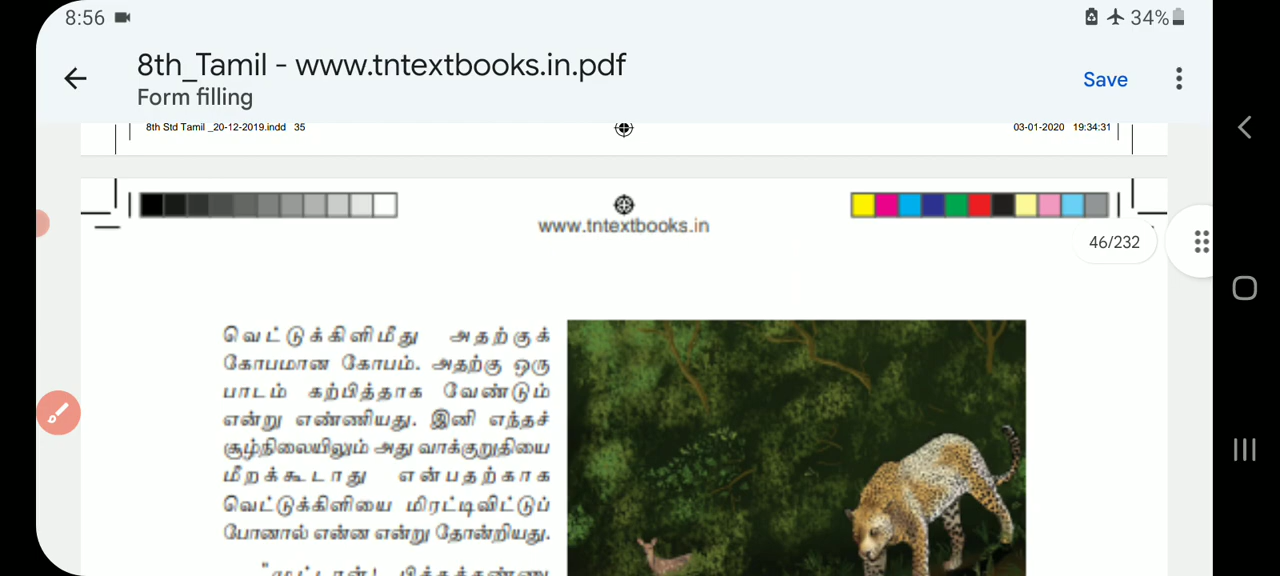 8:56
34%
8th_Tamil - www.tntextbooks.in.pdf
Form filling
Save
8th Std Tamil _20-12-2019.indd 35
03-01-2020 19:34:31
www.tntextbooks.in
46/232
வெட்டுக்கிளிமீது அதற்குக்
கோபமான கோபம். அதற்கு ஒரு
பாடம் கற்பித்தாக வேண்டும்
என்று எண்ணியது. இனி எந்தச்
சூழ்நிலையிலும் அது வாக்குறுதியை
மீறக்கூடாது என்பதற்காக
வெட்டுக்கிளியை மிரட்டிவிட்டுப்
போனால் என்ன என்று தோன்றியது.